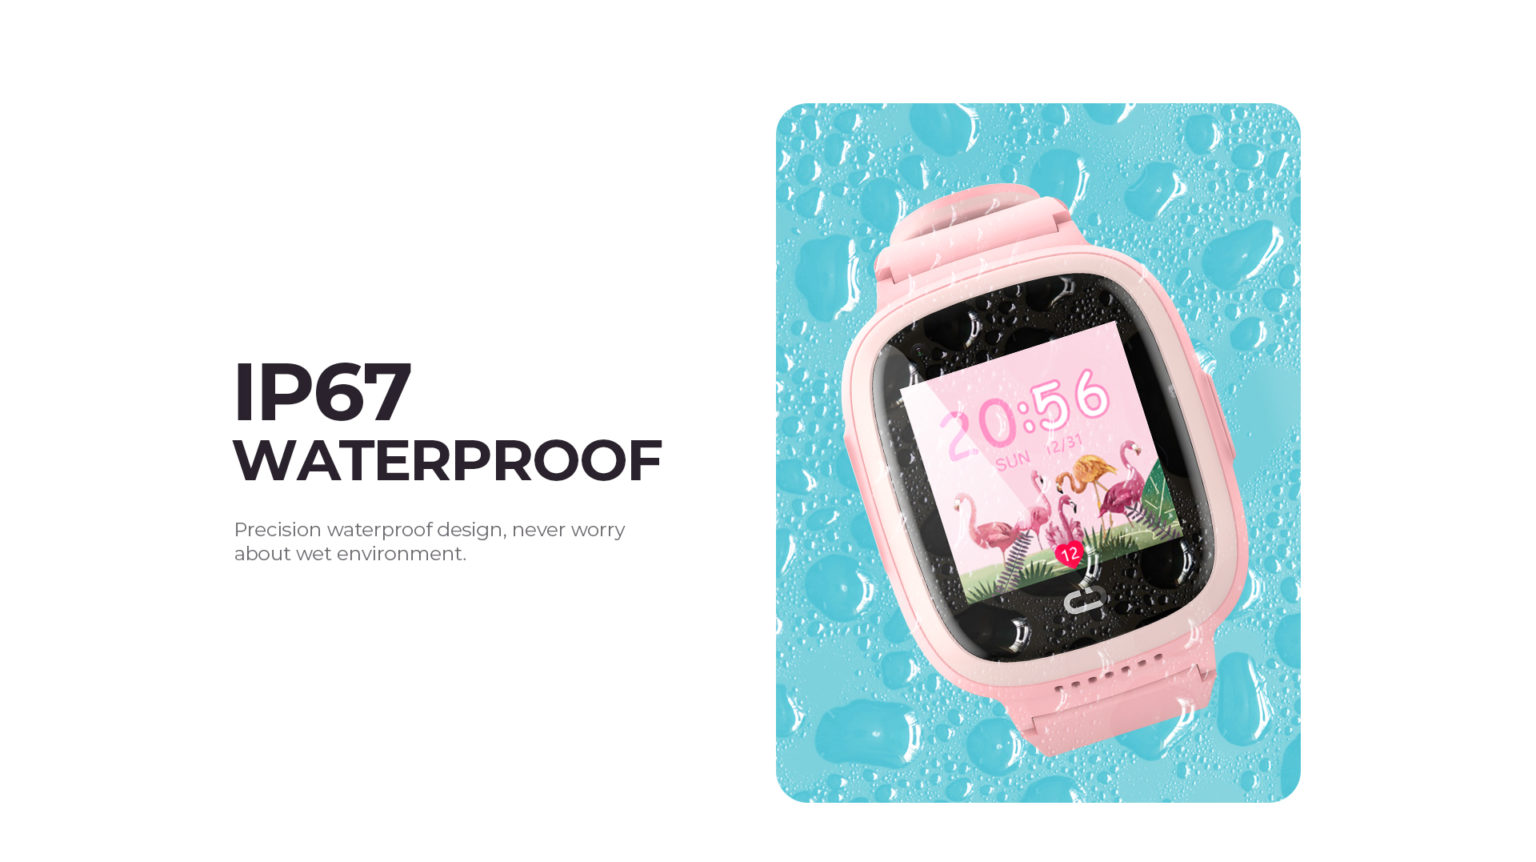 IP67
WATERPROOF
Precision waterproof design, never worry
about wet environment.
20:56
SUN 12/31
12